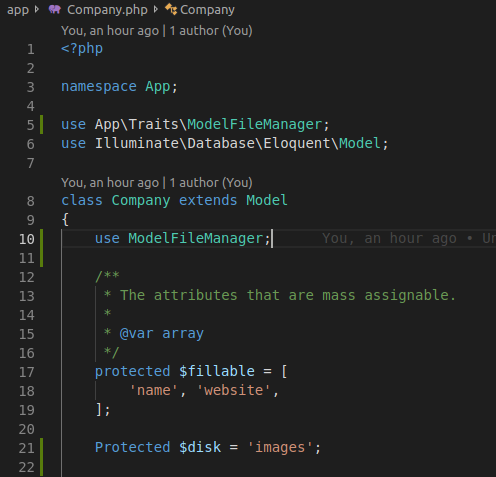 app > Company.php > Company
You, an hour ago | 1 author (You)
1 <?php
2
3 namespace App;
4
5 use App\Traits\ModelFileManager;
6 use Illuminate\Database\Eloquent\Model;
7
You, an hour ago | 1 author (You)
8 class Company extends Model
9 {
10 use ModelFileManager; You, an hour ago • Un
11
12 /**
13 * The attributes that are mass assignable.
14 *
15 * @var array
16 */
17 protected $fillable = [
18 'name', 'website',
19 ];
20
21 Protected $disk = 'images';
22